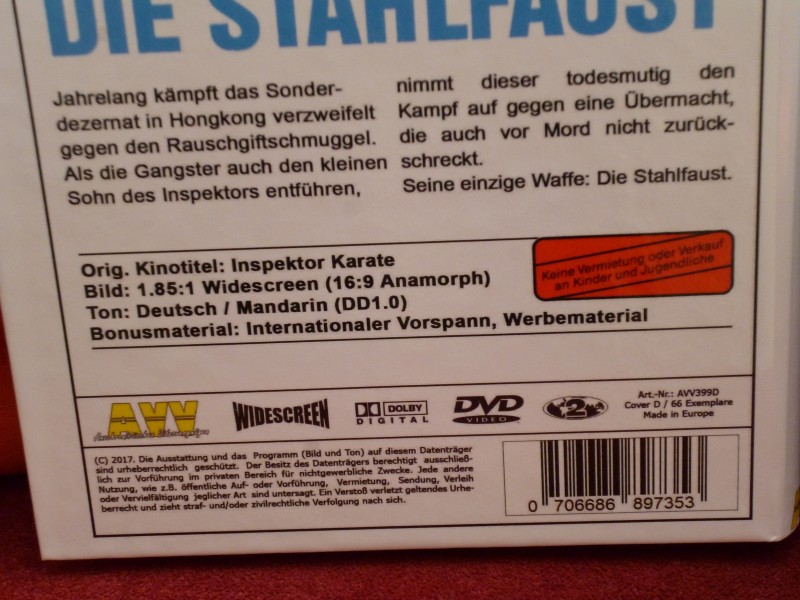 DIE STAHLFAUST
Jahrelang kämpft das Sonder-
dezernat in Hongkong verzweifelt
gegen den Rauschgiftschmuggel.
Als die Gangster auch den kleinen
Sohn des Inspektors entführen,
nimmt dieser todesmutig den
Kampf auf gegen eine Übermacht,
die auch vor Mord nicht zurück-
schreckt.
Seine einzige Waffe: Die Stahlfaust.
Orig. Kinotitel: Inspektor Karate
Bild: 1.85:1 Widescreen (16:9 Anamorph)
Ton: Deutsch / Mandarin (DD1.0)
Bonusmaterial: Internationaler Vorspann, Werbematerial
Keine Vermietung oder Verkauf
an Kinder und Jugendliche
AVV
WIDESCREEN
DOLBY
DIGITAL
DVD
VIDEO
2
Art.-Nr.: AVV399D
Cover D / 66 Exemplare
Made in Europe
(C) 2017. Die Ausstattung und das Programm (Bild und Ton) auf diesem Datenträger
sind urheberrechtlich geschützt. Der Besitz des Datenträgers berechtigt ausschließ-
lich zur Vorführung im privaten Bereich für nichtgewerbliche Zwecke. Jede andere
Nutzung, wie z.B. öffentliche Auf- oder Vorführung, Vermietung, Sendung, Verleih
oder Vervielfältigung jeglicher Art sind untersagt. Ein Verstoß verletzt geltendes Urhe-
berrecht und zieht straf- und/oder zivilrechtliche Verfolgung nach sich.
0 706686 897353